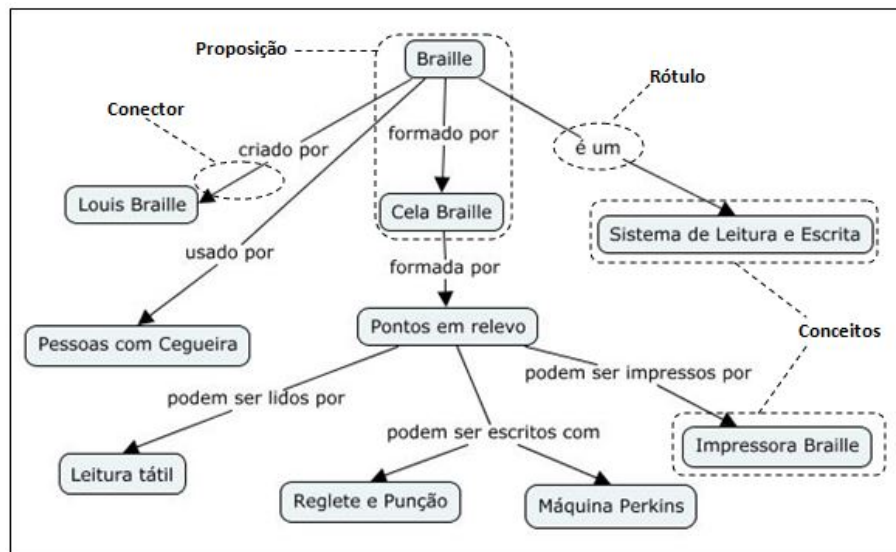 Proposição
Braille
Rótulo
Conector
formado por
criado por
é um
Louis Braille
Cela Braille
Sistema de Leitura e Escrita
usado por
formada por
Pessoas com Cegueira
Pontos em relevo
Conceitos
podem ser impressos por
podem ser lidos por
podem ser escritos com
Impressora Braille
Leitura tátil
Reglete e Punção
Máquina Perkins